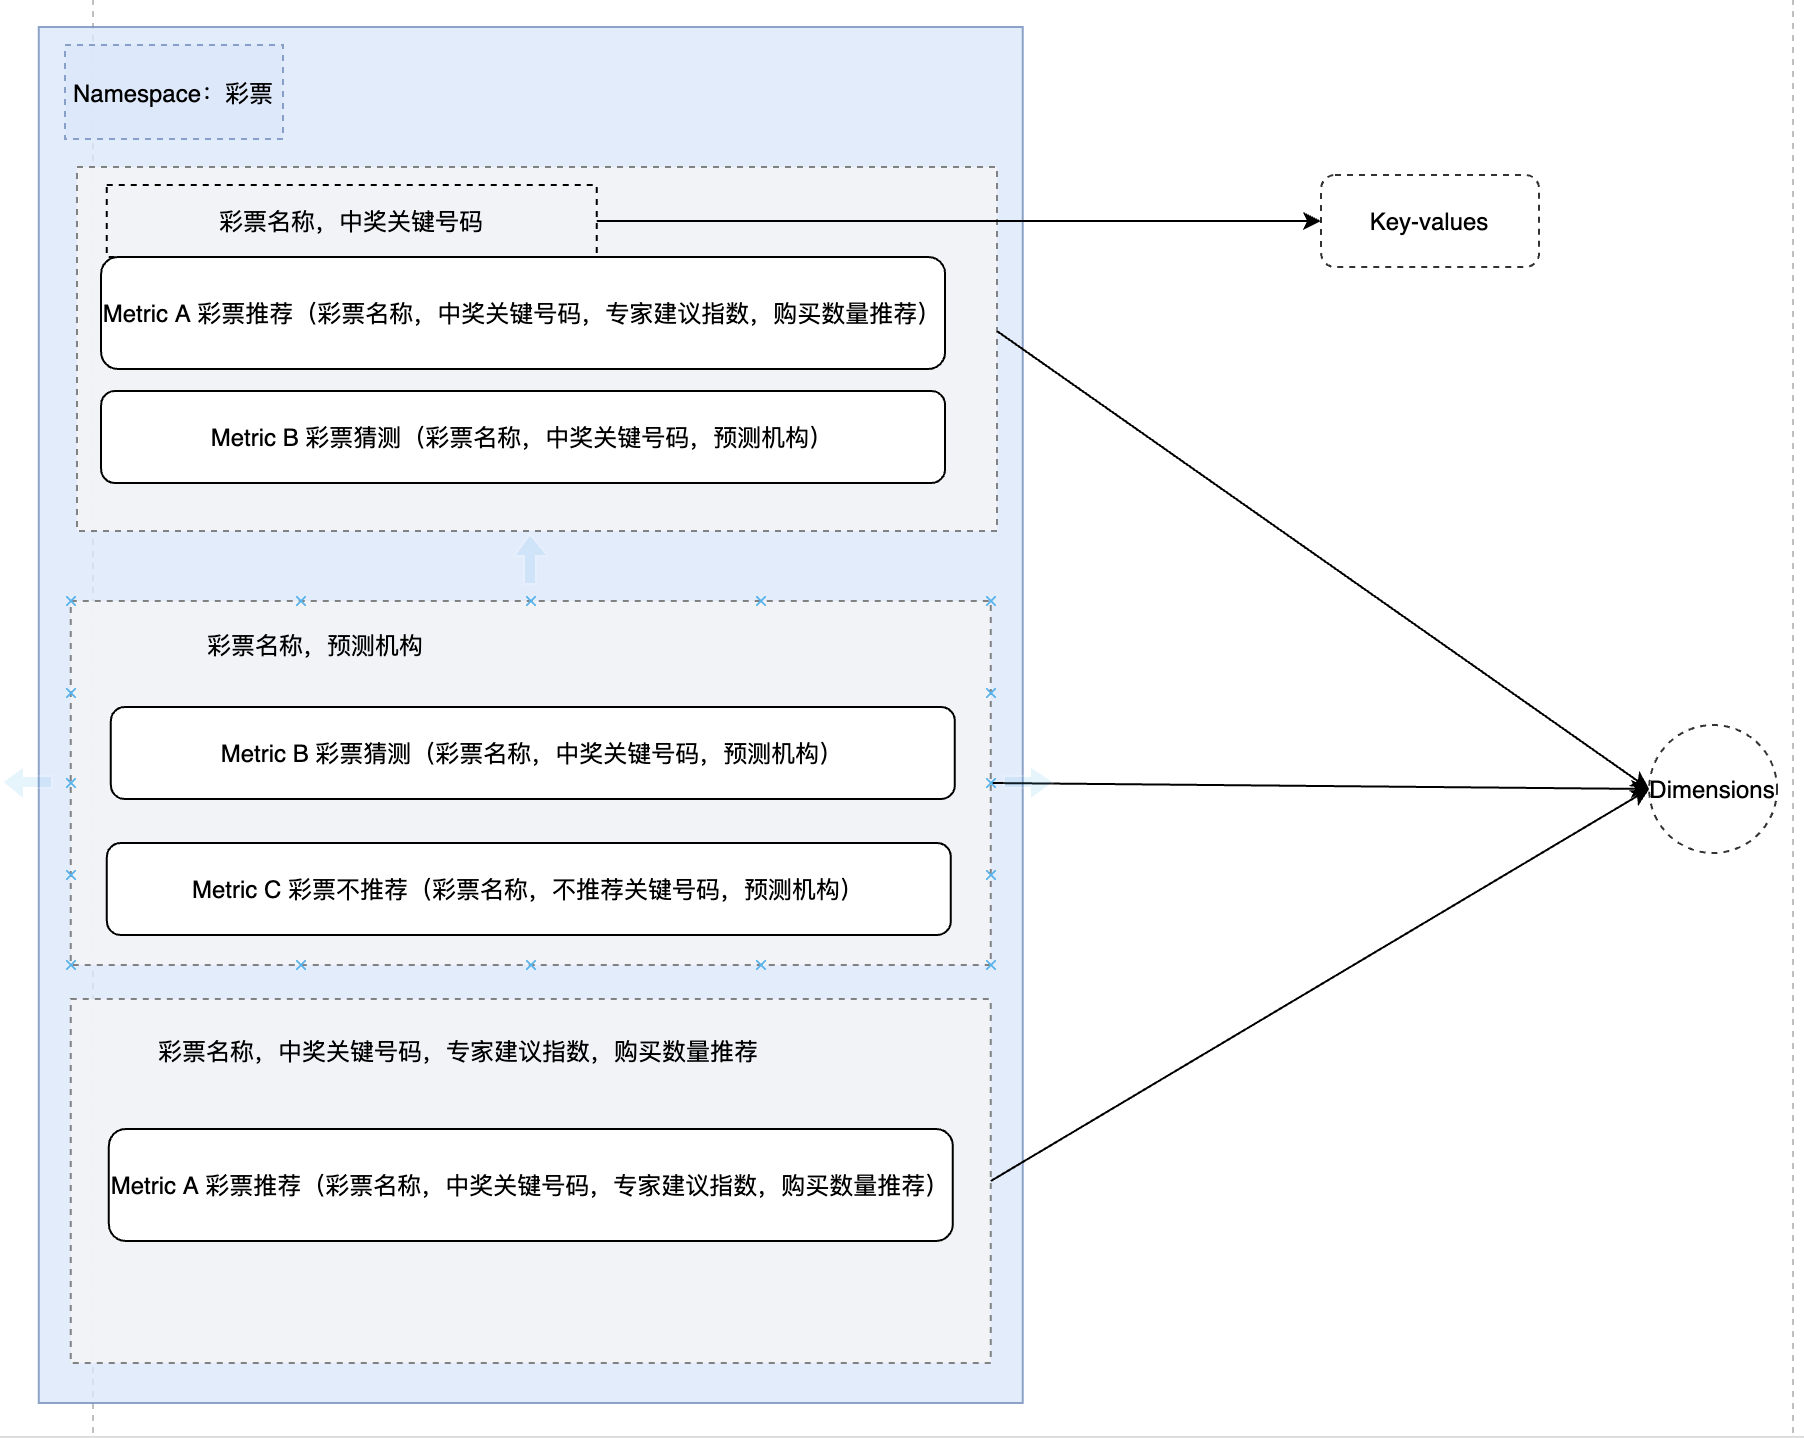 Namespace：彩票
彩票名称，中奖关键号码
Key-values
Metric A 彩票推荐（彩票名称，中奖关键号码，专家建议指数，购买数量推荐）
Metric B 彩票猜测（彩票名称，中奖关键号码，预测机构）
彩票名称，预测机构
Metric B 彩票猜测（彩票名称，中奖关键号码，预测机构）
Dimensions
Metric C 彩票不推荐（彩票名称，不推荐关键号码，预测机构）
彩票名称，中奖关键号码，专家建议指数，购买数量推荐
Metric A 彩票推荐（彩票名称，中奖关键号码，专家建议指数，购买数量推荐）